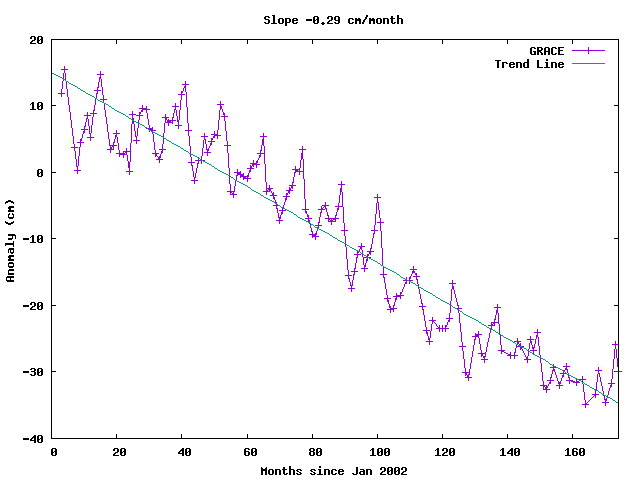 Slope -0.29 cm/month
GRACE
Trend Line
20
10
0
-10
-20
-30
-40
Anomaly (cm)
0 20 40 60 80 100 120 140 160
Months since Jan 2002